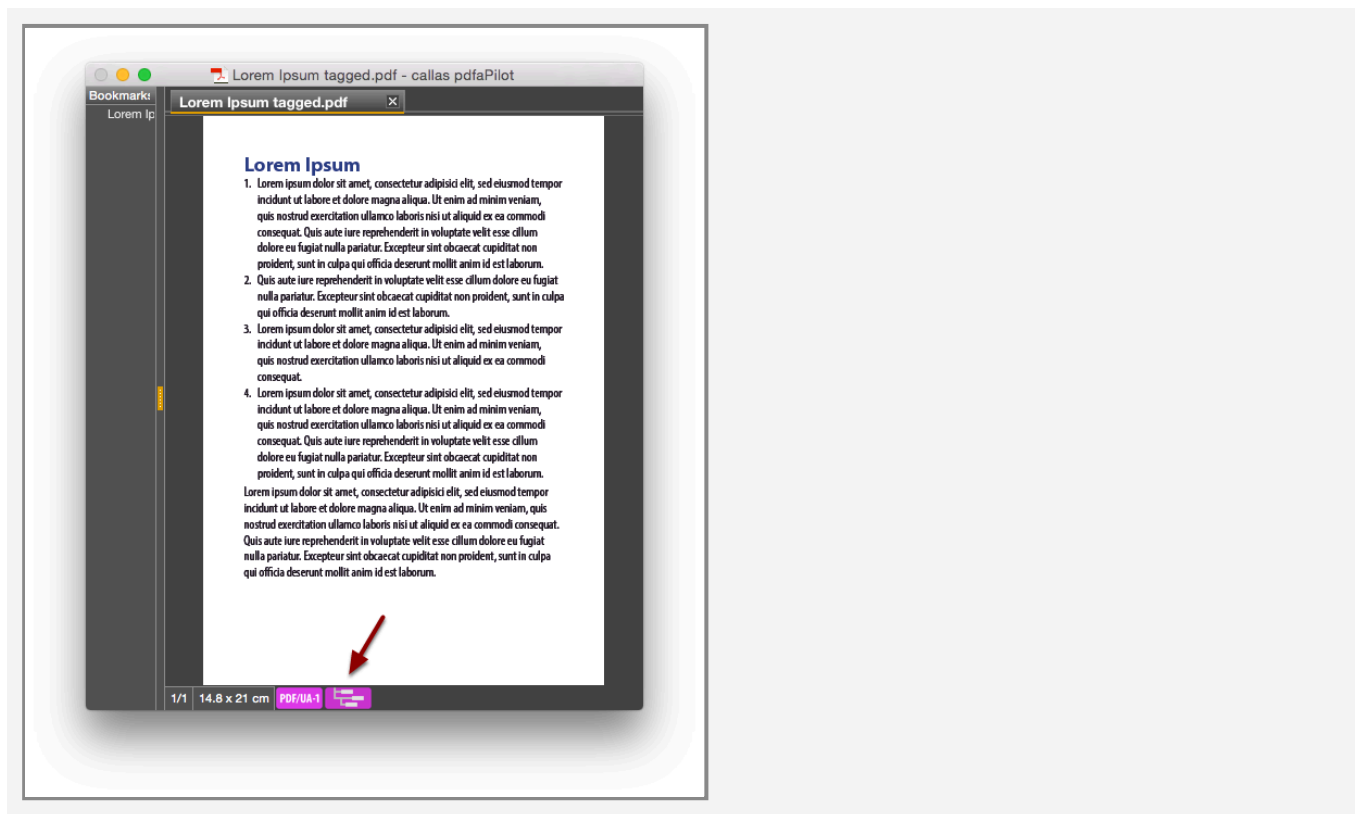 Lorem Ipsum tagged.pdf - callas pdfaPilot
Bookmark
Lorem Ip
Lorem Ipsum tagged.pdf
Lorem Ipsum
1. Lorem ipsum dolor sit amet, consectetur adipisici elit, sed eiusmod tempor
incidunt ut labore et dolore magna aliqua. Ut enim ad minim veniam,
quis nostrud exercitation ullamco laboris nisi ut aliquid ex ea commodi
consequat. Quis aute iure reprehenderit in voluptate velit esse cillum
dolore eu fugiat nulla pariatur. Excepteur sint obcaecat cupiditat non
proident, sunt in culpa qui officia deserunt mollit anim id est laborum.
2. Quis aute iure reprehenderit in voluptate velit esse cillum dolore eu fugiat
nulla pariatur. Excepteur sint obcaecat cupiditat non proident, sunt in culpa
qui officia deserunt mollit anim id est laborum.
3. Lorem ipsum dolor sit amet, consectetur adipisici elit, sed eiusmod tempor
incidunt ut labore et dolore magna aliqua. Ut enim ad minim veniam,
quis nostrud exercitation ullamco laboris nisi ut aliquid ex ea commodi
consequat.
4. Lorem ipsum dolor sit amet, consectetur adipisici elit, sed eiusmod tempor
incidunt ut labore et dolore magna aliqua. Ut enim ad minim veniam,
quis nostrud exercitation ullamco laboris nisi ut aliquid ex ea commodi
consequat. Quis aute iure reprehenderit in voluptate velit esse cillum
dolore eu fugiat nulla pariatur. Excepteur sint obcaecat cupiditat non
proident, sunt in culpa qui officia deserunt mollit anim id est laborum.
Lorem ipsum dolor sit amet, consectetur adipisici elit, sed eiusmod tempor
incidunt ut labore et dolore magna aliqua. Ut enim ad minim veniam, quis
nostrud exercitation ullamco laboris nisi ut aliquid ex ea commodi consequat.
Quis aute iure reprehenderit in voluptate velit esse cillum dolore eu fugiat
nulla pariatur. Excepteur sint obcaecat cupiditat non proident, sunt in culpa
qui officia deserunt mollit anim id est laborum.
1/1 14.8 x 21 cm PDF/UA-1